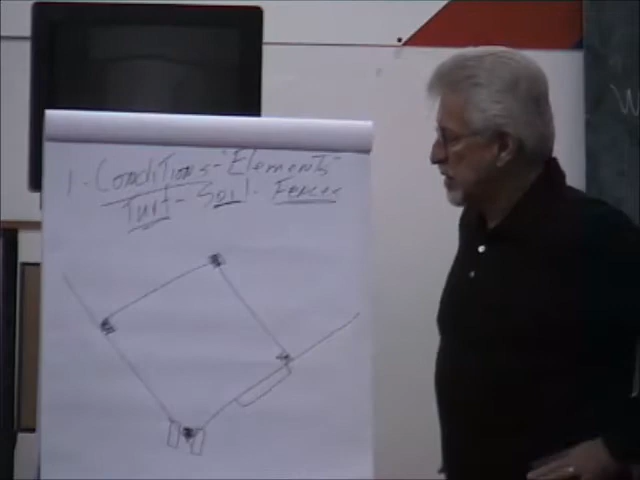 1. Conditions - "Elements"
Turf - Soil - Fences
W